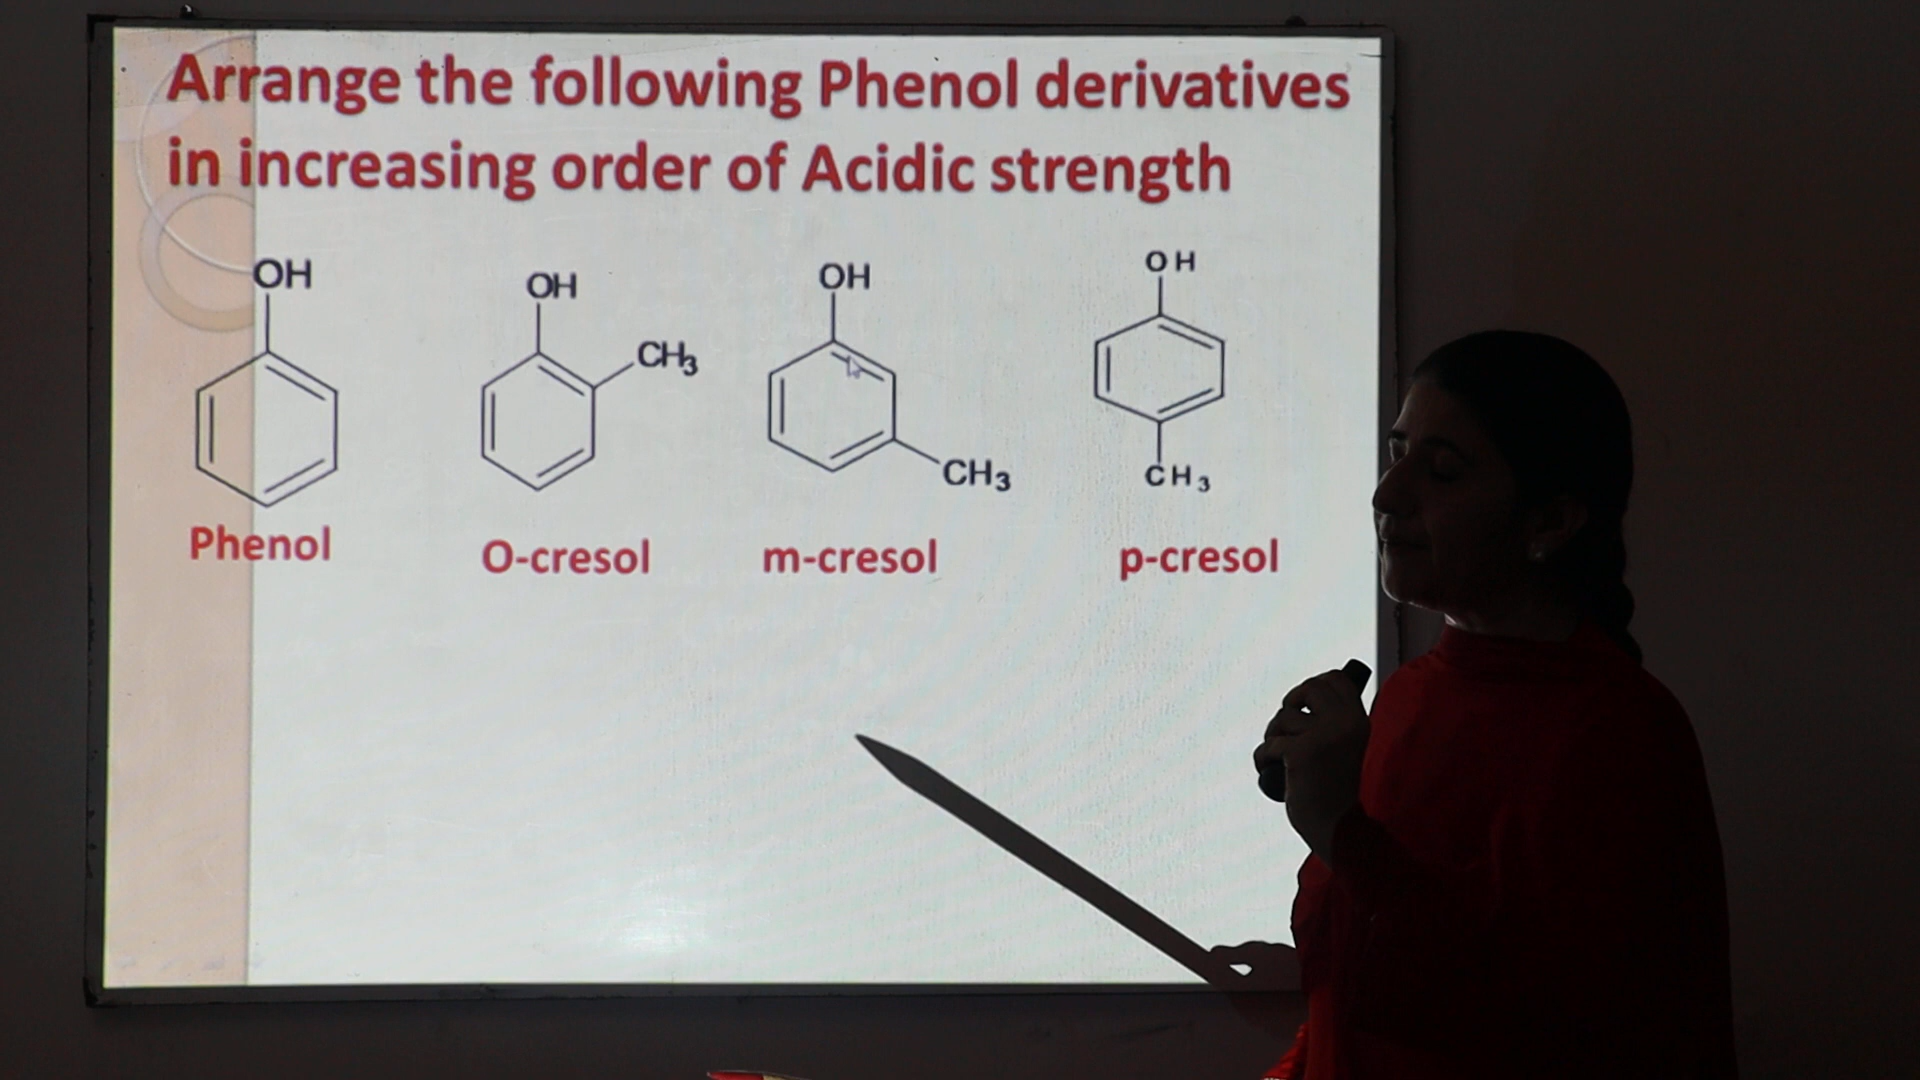 Arrange the following Phenol derivatives
in increasing order of Acidic strength
OH
OH
OH
OH
CH3
CH3
CH3
Phenol
O-cresol
m-cresol
p-cresol